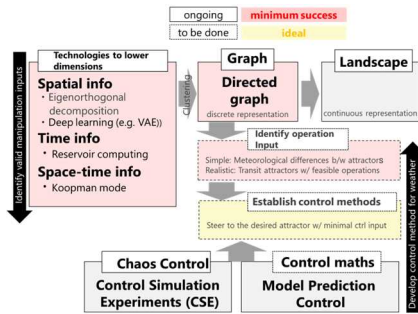 ongoing
minimum success
to be done
ideal
Technologies to lower
dimensions
Spatial info
• Eigenorthogonal
decomposition
• Deep learning (e.g. VAE))
Time info
• Reservoir computing
Space-time info
• Koopman mode
Identify valid manipulation inputs
Clustering
Graph
Directed
graph
discrete representation
Landscape
continuous representation
Identify operation
Input
Simple: Meteorological differences b/w attractors
Realistic: Transit attractors w/ feasible operations
Establish control methods
Steer to the desired attractor w/ minimal ctrl input
Chaos Control
Control Simulation
Experiments (CSE)
Control maths
Model Prediction
Control
Develop control method for weather